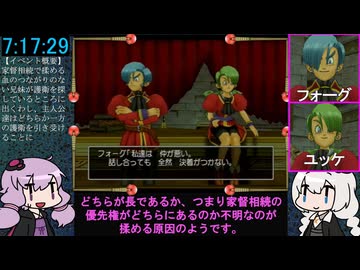 7:17:29
【イベント概要】
家督相続で揉める
血のつながりのな
い兄妹が護衛を探
しているところに
出くわし、主人公
達はどちらか一方
の護衛を引き受け
ることに
フォーグ
ユッケ
フォーグ「私達は 仲が悪い。
話し合っても 全然 決着がつかない。
どちらが長であるか、つまり家督相続の
優先権がどちらにあるのか不明なのが
揉める原因のようです。